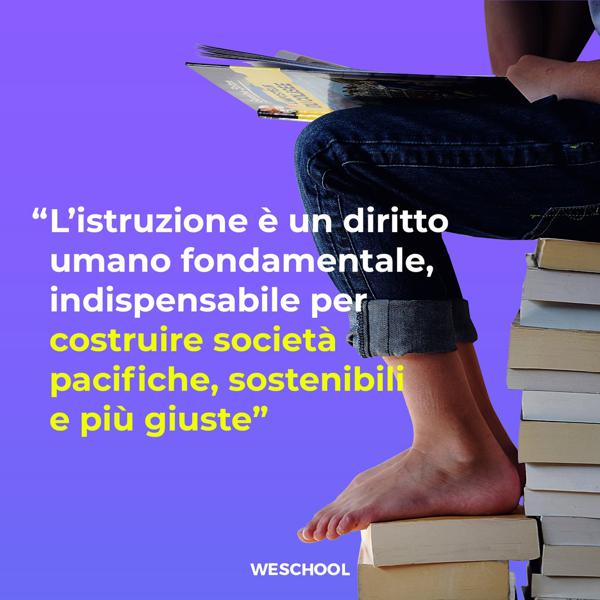 “L’istruzione è un diritto
umano fondamentale,
indispensabile per
costruire società
pacifiche, sostenibili
e più giuste”
WESCHOOL